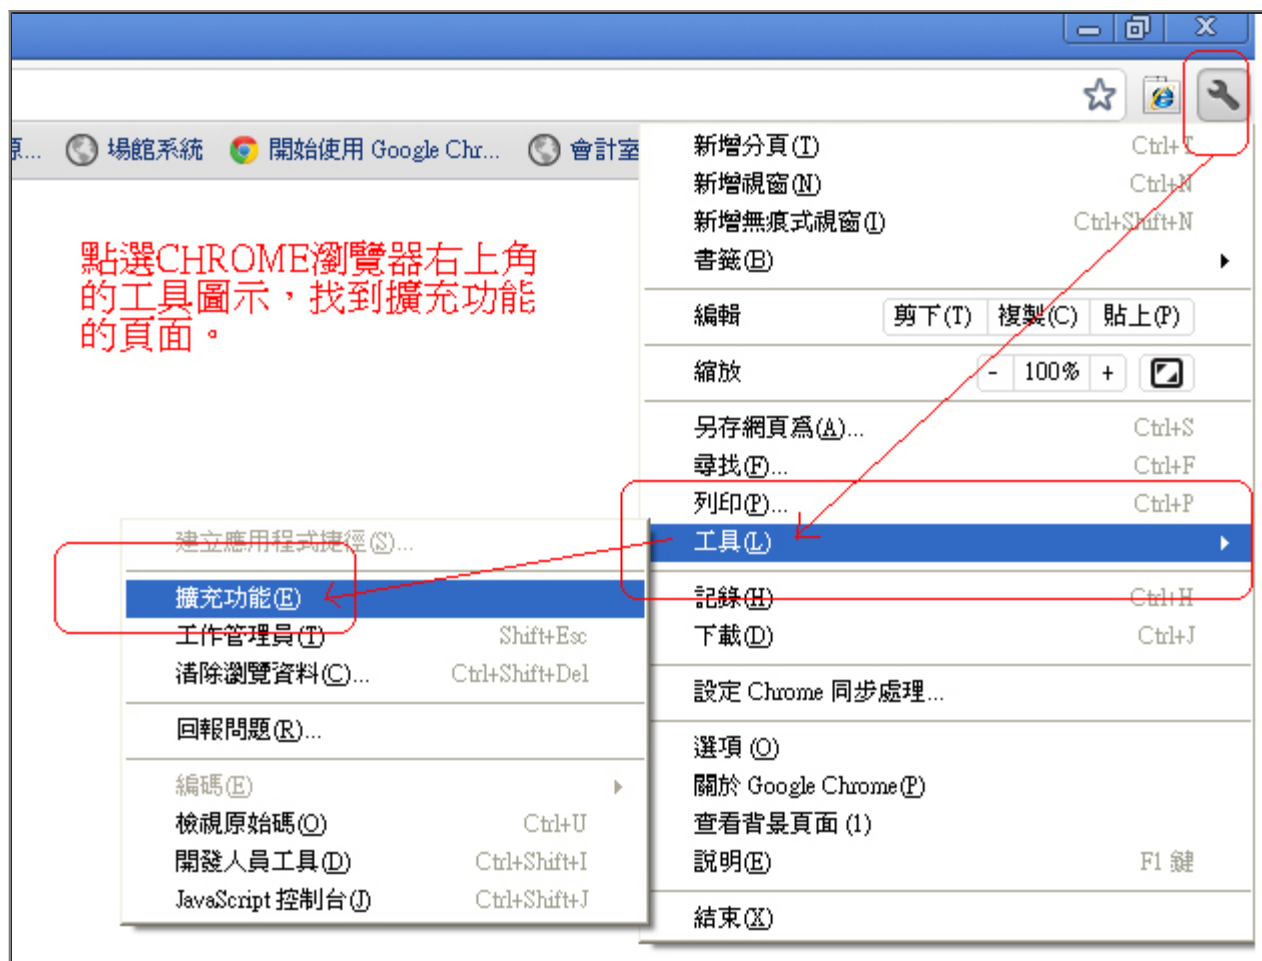 原... 場館系統 開始使用 Google Chr... 會計室
點選CHROME瀏覽器右上角
的工具圖示，找到擴充功能
的頁面。
新增分頁(T) Ctrl+T
新增視窗(N) Ctrl+N
新增無痕式視窗(I) Ctrl+Shift+N
書籤(B)
編輯 剪下(T) 複製(C) 貼上(P)
縮放 - 100% +
另存網頁為(A)... Ctrl+S
尋找(F)... Ctrl+F
列印(P)... Ctrl+P
工具(L)
記錄(H) Ctrl+H
下載(D) Ctrl+J
設定 Chrome 同步處理...
選項 (O)
關於 Google Chrome(P)
查看背景頁面 (1)
說明(E) F1 鍵
結束(X)
建立應用程式捷徑(S)...
擴充功能(E)
工作管理員(T) Shift+Esc
清除瀏覽資料(C)... Ctrl+Shift+Del
回報問題(R)...
編碼(E)
檢視原始碼(O) Ctrl+U
開發人員工具(D) Ctrl+Shift+I
JavaScript 控制台(J) Ctrl+Shift+J